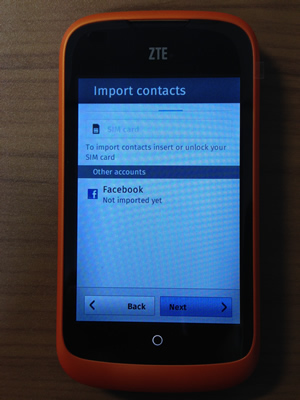 ZTE
Import contacts
SIM card
To import contacts insert or unlock your
SIM card
Other accounts
Facebook
Not imported yet
Back
Next